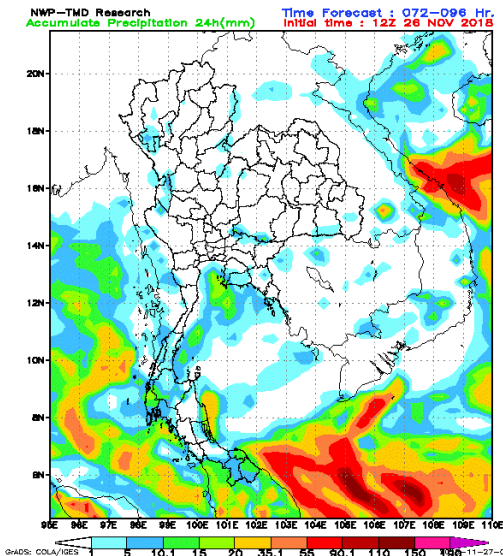 NWP-TMD Research Time Forecast : 072-096 Hr.
Accumulate Precipitation 24h(mm) Initial time : 12Z 26 NOV 2018
20N
18N
16N
14N
12N
10N
8N
6N
95E 96E 97E 98E 99E 100E 101E 102E 103E 104E 105E 106E 107E 108E 109E 110E
GrADS: COLA/IGES 1 5 10.1 15 20 35.1 55 90.1 110 150